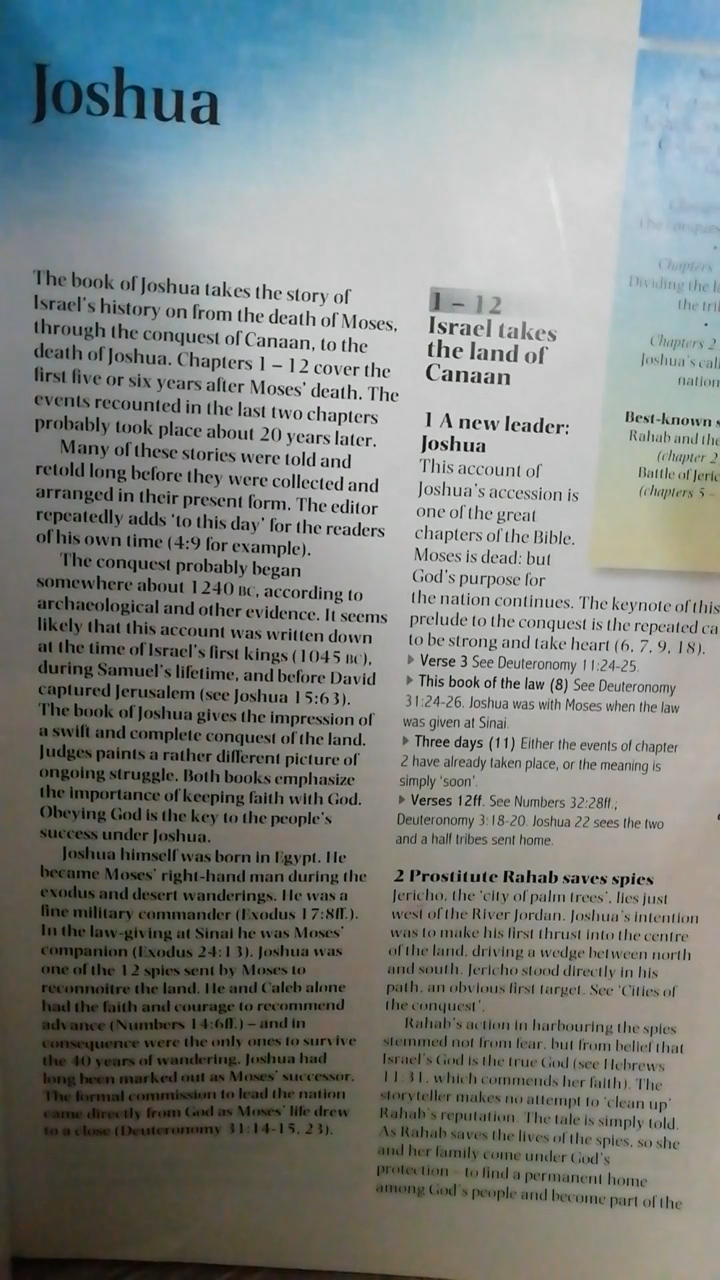 Joshua
The book of Joshua takes the story of
Israel's history on from the death of Moses,
through the conquest of Canaan, to the
death of Joshua. Chapters 1 – 12 cover the
first five or six years after Moses' death. The
events recounted in the last two chapters
probably took place about 20 years later.
Many of these stories were told and
retold long before they were collected and
arranged in their present form. The editor
repeatedly adds 'to this day' for the readers
of his own time (4:9 for example).
The conquest probably began
somewhere about 1240 BC, according to
archaeological and other evidence. It seems
likely that this account was written down
at the time of Israel's first kings (1045 BC),
during Samuel's lifetime, and before David
captured Jerusalem (see Joshua 15:63).
The book of Joshua gives the impression of
a swift and complete conquest of the land.
Judges paints a rather different picture of
ongoing struggle. Both books emphasize
the importance of keeping faith with God.
Obeying God is the key to the people's
success under Joshua.
Joshua himself was born in Egypt. He
became Moses' right-hand man during the
exodus and desert wanderings. He was a
fine military commander (Exodus 17:8ff.).
In the law-giving at Sinai he was Moses'
companion (Exodus 24:13). Joshua was
one of the 12 spies sent by Moses to
reconnoitre the land. He and Caleb alone
had the faith and courage to recommend
advance (Numbers 14:6ff.) – and in
consequence were the only ones to survive
the 40 years of wandering. Joshua had
long been marked out as Moses' successor.
The formal commission to lead the nation
came directly from God as Moses' life drew
to a close (Deuteronomy 31:14-15, 23).
1 – 12
Israel takes
the land of
Canaan
1 A new leader:
Joshua
This account of
Joshua's accession is
one of the great
chapters of the Bible.
Moses is dead: but
God's purpose for
the nation continues. The keynote of this
prelude to the conquest is the repeated ca
to be strong and take heart (6, 7, 9, 18).
▶ Verse 3 See Deuteronomy 11:24-25.
▶ This book of the law (8) See Deuteronomy
31:24-26. Joshua was with Moses when the law
was given at Sinai.
▶ Three days (11) Either the events of chapter
2 have already taken place, or the meaning is
simply 'soon'.
▶ Verses 12ff. See Numbers 32:28ff.;
Deuteronomy 3:18-20. Joshua 22 sees the two
and a half tribes sent home.
2 Prostitute Rahab saves spies
Jericho, the 'city of palm trees', lies just
west of the River Jordan. Joshua's intention
was to make his first thrust into the centre
of the land, driving a wedge between north
and south. Jericho stood directly in his
path, an obvious first target. See 'Cities of
the conquest'.
Rahab's action in harbouring the spies
stemmed not from fear, but from belief that
Israel's God is the true God (see Hebrews
11:31, which commends her faith). The
storyteller makes no attempt to 'clean up'
Rahab's reputation. The tale is simply told.
As Rahab saves the lives of the spies, so she
and her family come under God's
protection – to find a permanent home
among God's people and become part of the
Chapters
Dividing the l
the tri
Chapters 2
Joshua's cal
nation
Best-known s
Rahab and the
(chapter 2
Battle of Jeric
(chapters 5 –